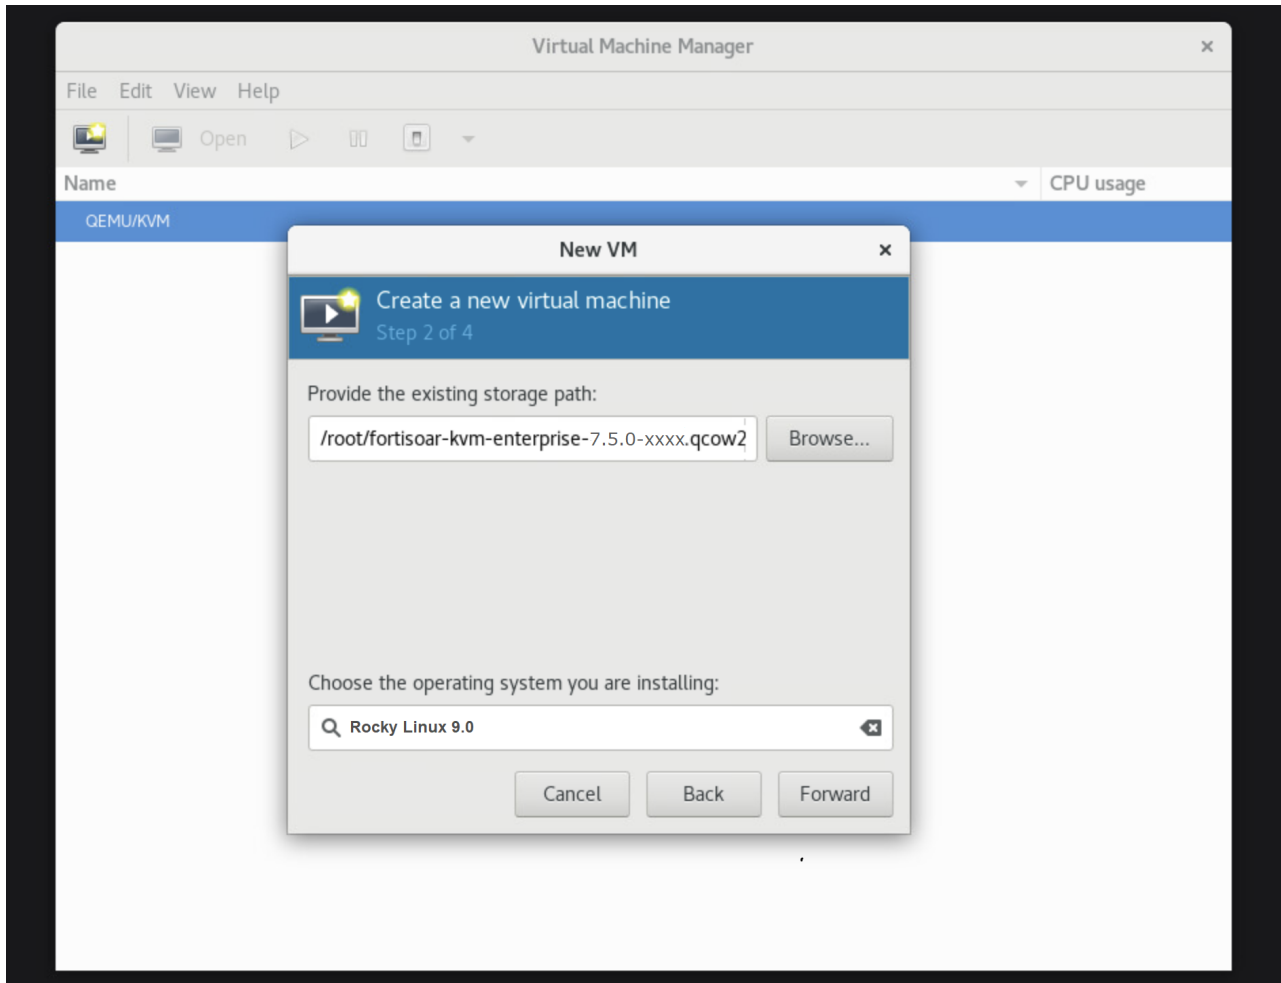 Virtual Machine Manager
File Edit View Help
Open
Name CPU usage
QEMU/KVM
New VM
Create a new virtual machine
Step 2 of 4
Provide the existing storage path:
/root/fortisoar-kvm-enterprise-7.5.0-xxxx.qcow2 Browse...
Choose the operating system you are installing:
Rocky Linux 9.0
Cancel Back Forward